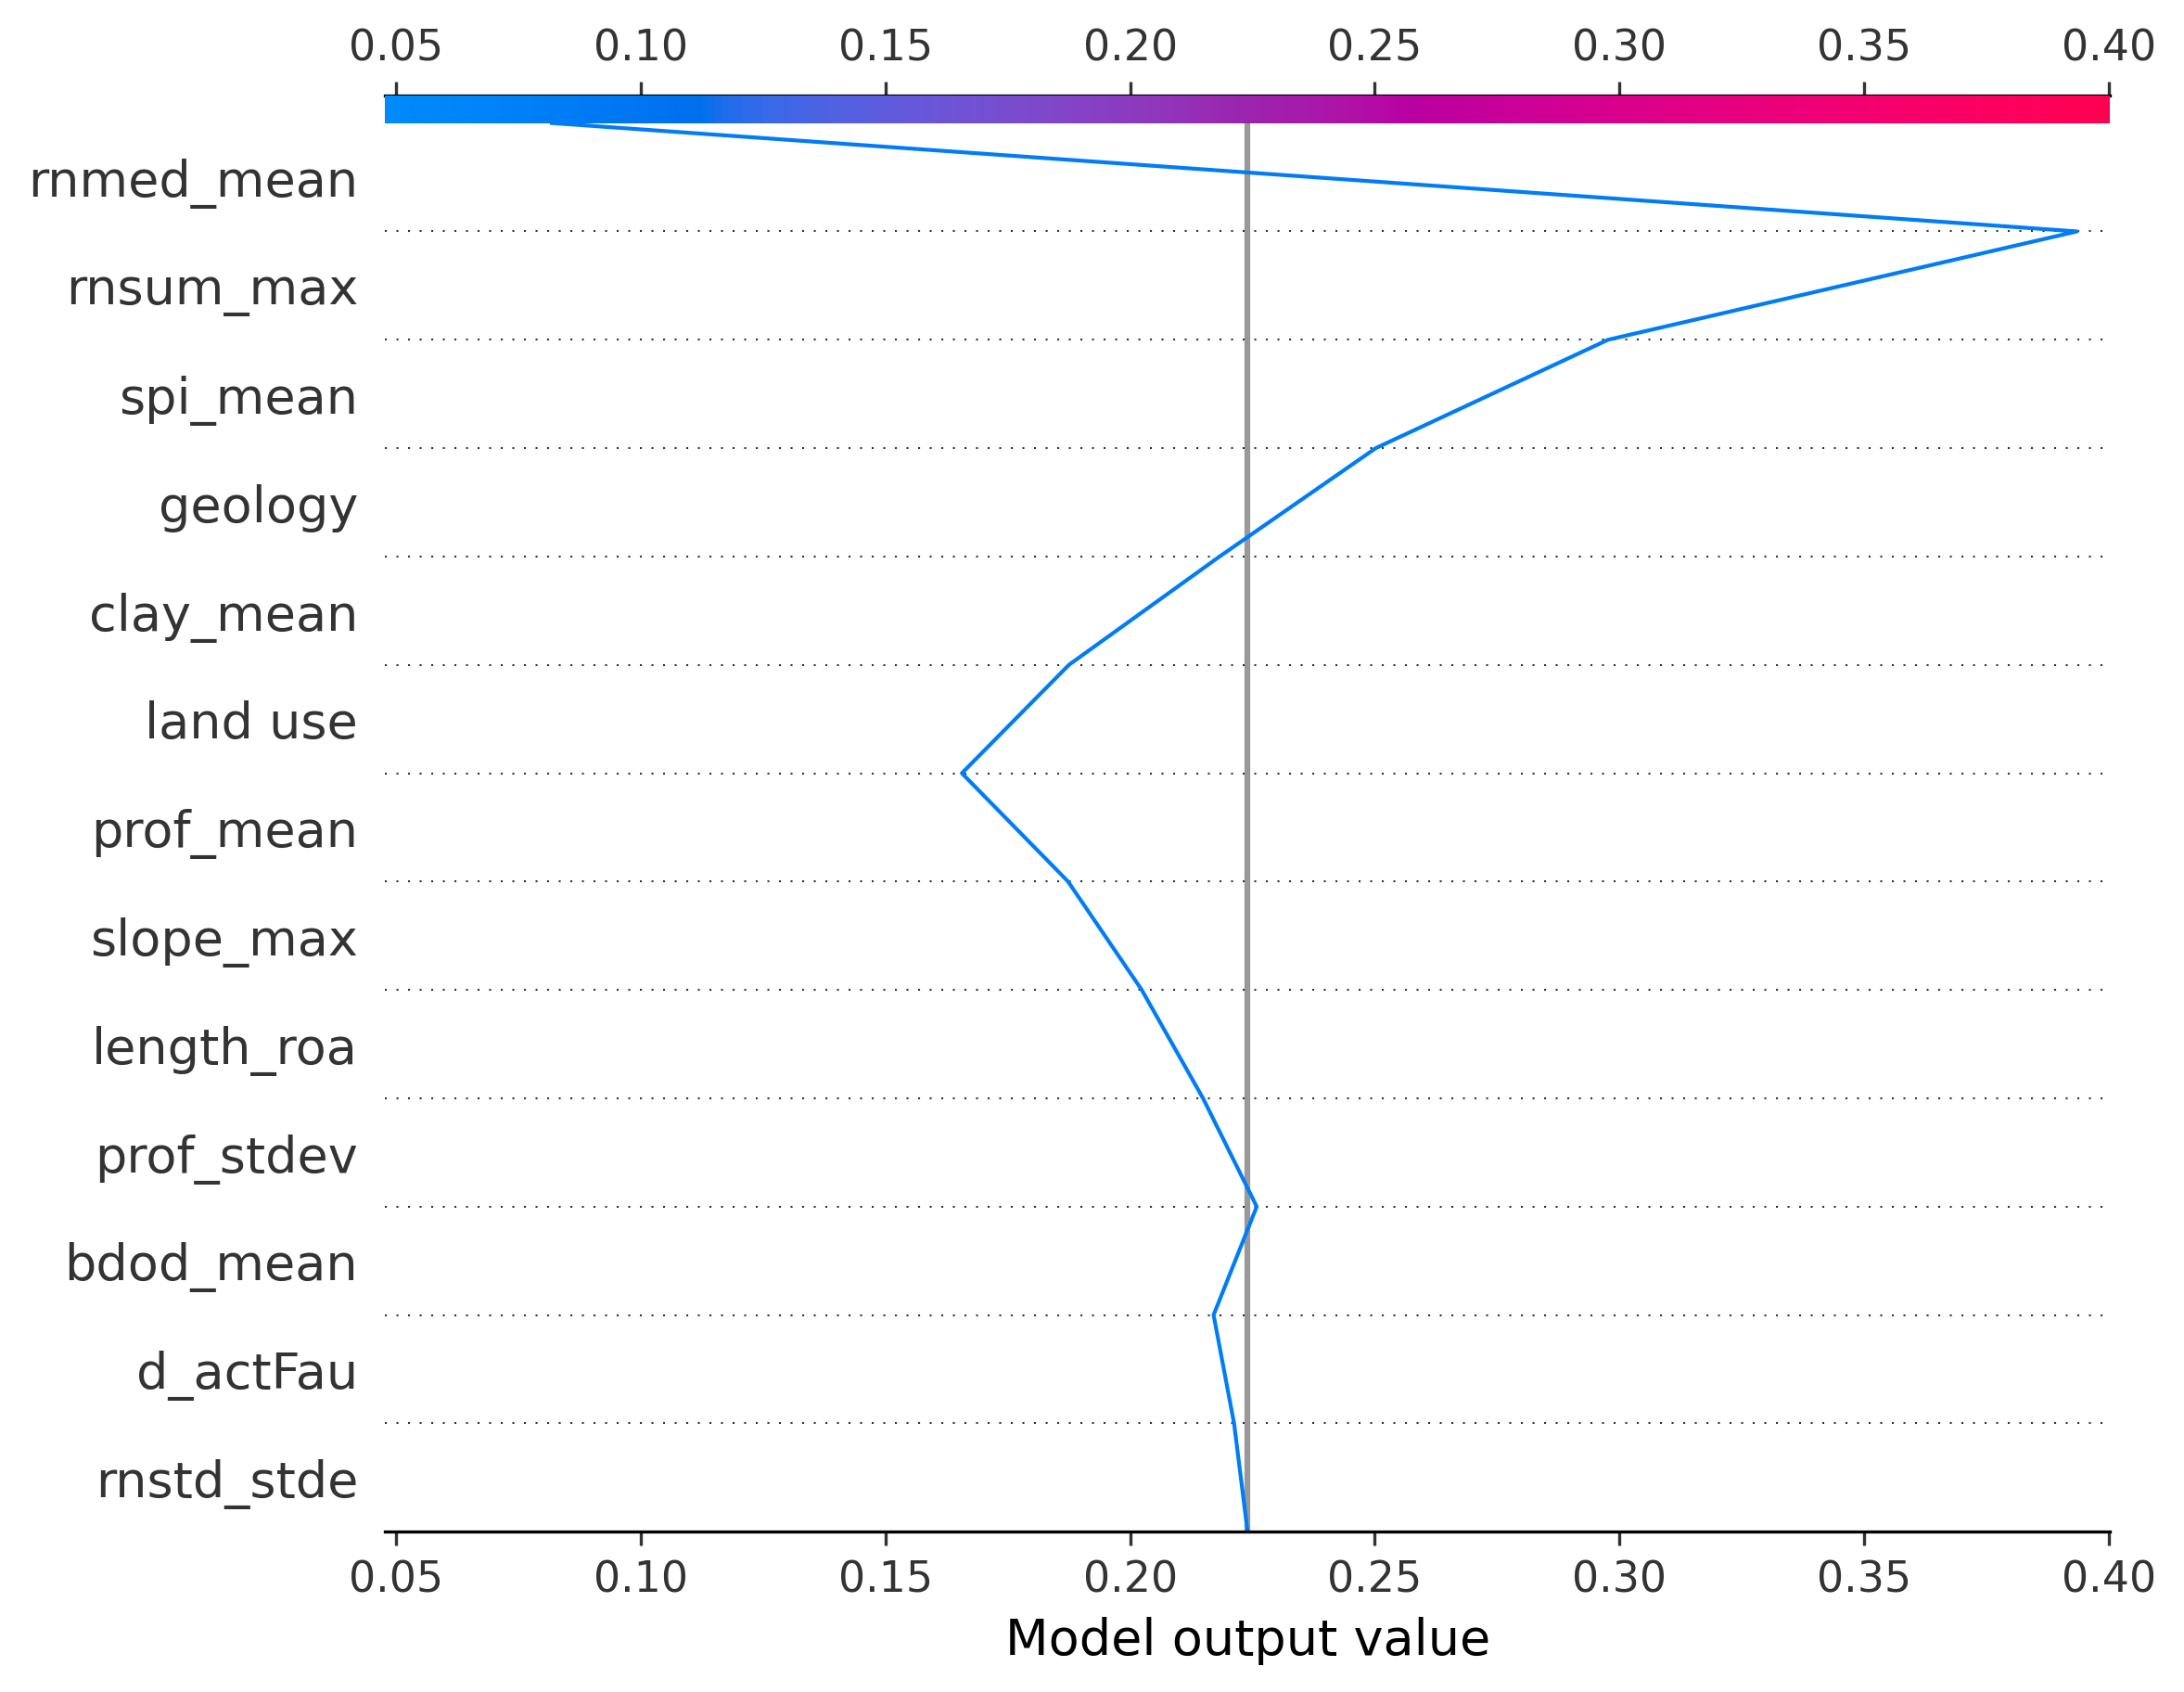 0.05 0.10 0.15 0.20 0.25 0.30 0.35 0.40
rnmed_mean
rnsum_max
spi_mean
geology
clay_mean
land use
prof_mean
slope_max
length_roa
prof_stdev
bdod_mean
d_actFau
rnstd_stde
0.05 0.10 0.15 0.20 0.25 0.30 0.35 0.40
Model output value